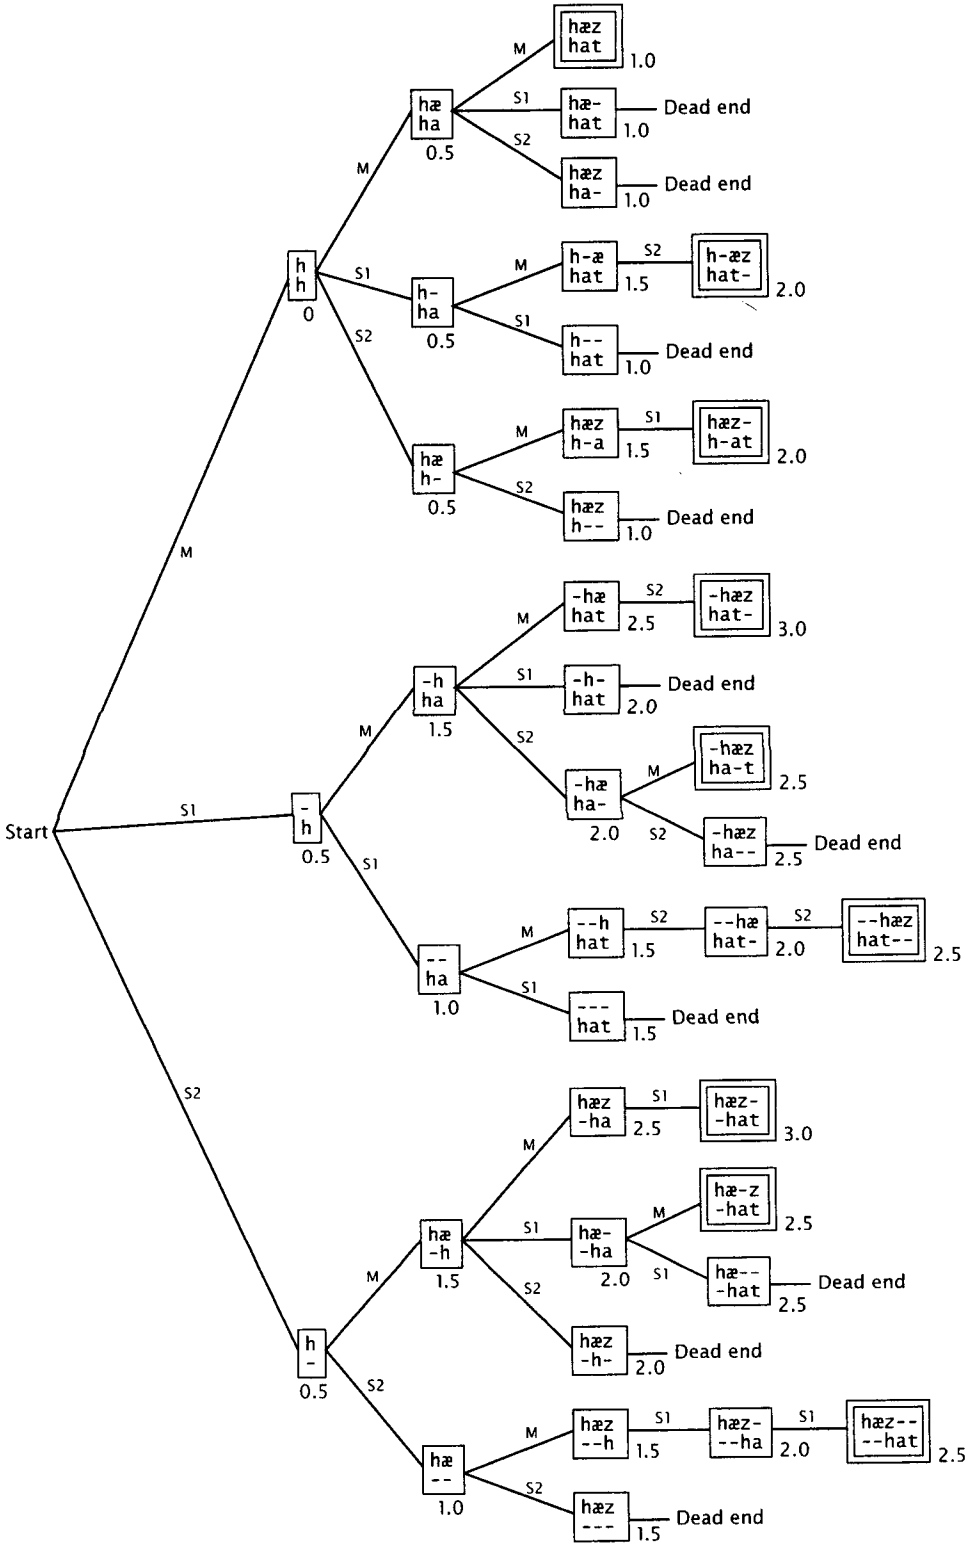 hæz
hat
1.0
M
hæ
ha
0.5
S1
hæ-
hat
1.0
Dead end
S2
hæz
ha-
1.0
Dead end
M
h
h
0
S1
h-
ha
0.5
M
h-æ
hat
1.5
S2
h-æz
hat-
2.0
S1
h--
hat
1.0
Dead end
S2
hæ
h-
0.5
M
hæz
h-a
1.5
S1
hæz-
h-at
2.0
S2
hæz
h--
1.0
Dead end
M
Start
S1
-
h
0.5
M
-h
ha
1.5
M
-hæ
hat
2.5
S2
-hæz
hat-
3.0
S1
-h-
hat
2.0
Dead end
S2
-hæ
ha-
2.0
M
-hæz
ha-t
2.5
S2
-hæz
ha--
2.5
Dead end
S1
--
ha
1.0
M
--h
hat
1.5
S2
--hæ
hat-
2.0
S2
--hæz
hat--
2.5
S1
---
hat
1.5
Dead end
S2
h
-
0.5
M
hæ
-h
1.5
M
hæz
-ha
2.5
S1
hæz-
-hat
3.0
S1
hæ-
-ha
2.0
M
hæ-z
-hat
2.5
S1
hæ--
-hat
2.5
Dead end
S2
hæz
-h-
2.0
Dead end
S2
hæ
--
1.0
M
hæz
--h
1.5
S1
hæz-
--ha
2.0
S1
hæz--
--hat
2.5
S2
hæz
---
1.5
Dead end